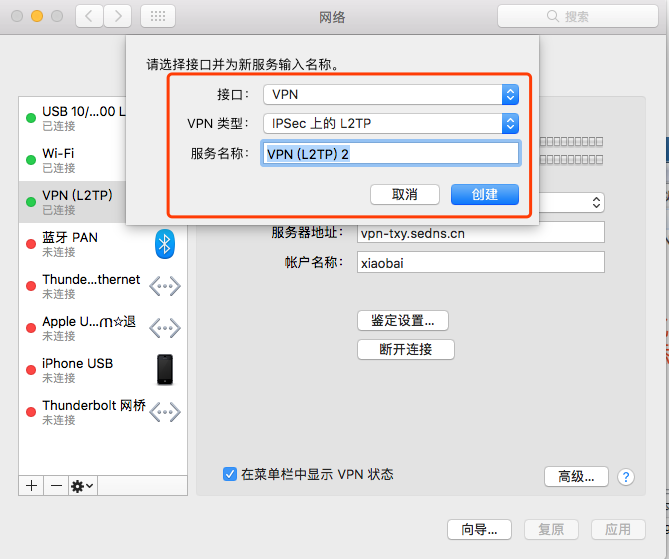 网络
搜索
请选择接口并为新服务输入名称。
接口： VPN
VPN 类型： IPSec 上的 L2TP
服务名称： VPN (L2TP) 2
取消 创建
USB 10/...00 L
已连接
Wi-Fi
已连接
VPN (L2TP)
已连接
蓝牙 PAN
未连接
Thunde...thernet
未连接
Apple U...
未连接
iPhone USB
未连接
Thunderbolt 网桥
未连接
服务器地址： vpn-txy.sedns.cn
帐户名称： xiaobai
鉴定设置...
断开连接
在菜单栏中显示 VPN 状态
高级... ?
向导... 复原 应用